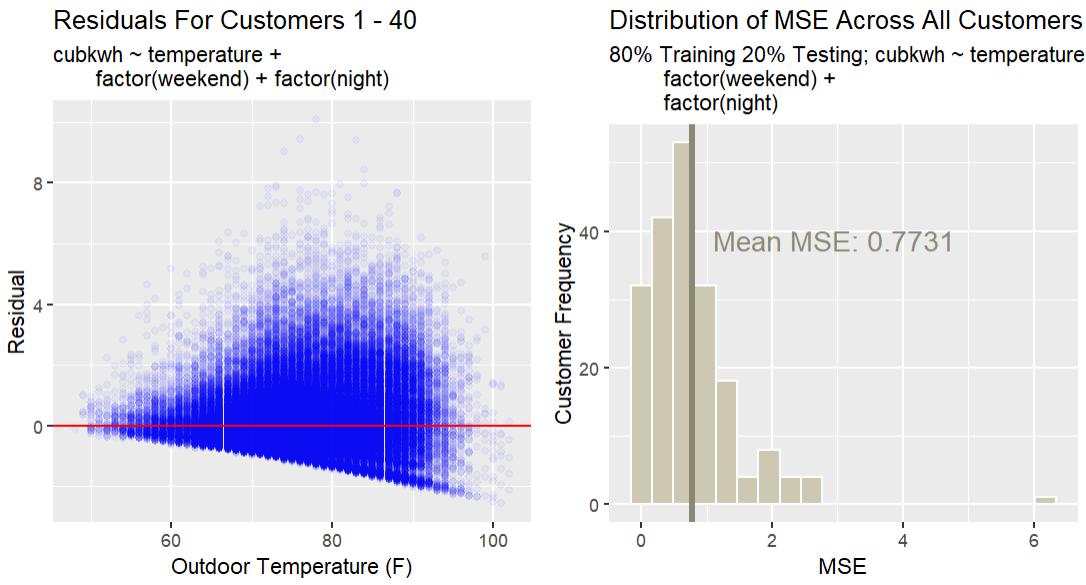 Residuals For Customers 1 - 40
cubkwh ~ temperature +
factor(weekend) + factor(night)
Residual
8
4
0
60
80
100
Outdoor Temperature (F)
Distribution of MSE Across All Customers
80% Training 20% Testing; cubkwh ~ temperature
factor(weekend) +
factor(night)
Customer Frequency
40
20
0
Mean MSE: 0.7731
0
2
4
6
MSE